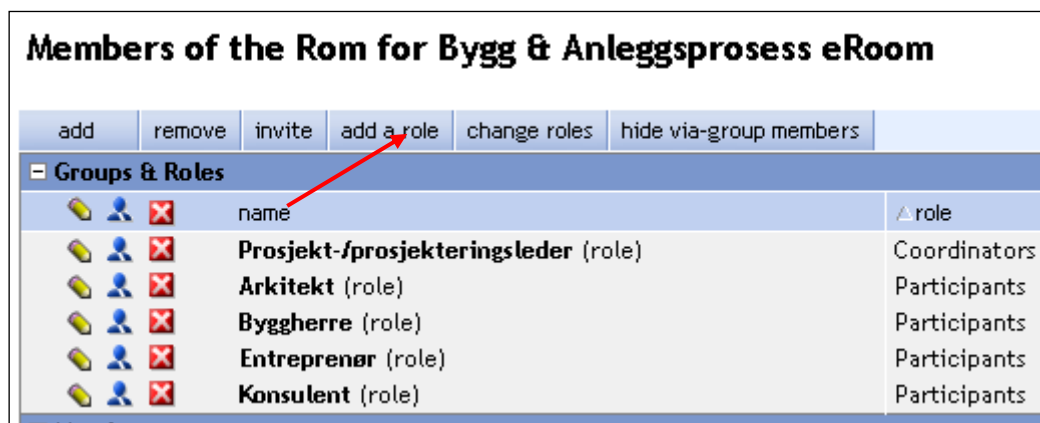 Members of the Rom for Bygg & Anleggsprosess eRoom
add remove invite add a role change roles hide via-group members
Groups & Roles
name role
Prosjekt-/prosjekteringsleder (role) Coordinators
Arkitekt (role) Participants
Byggherre (role) Participants
Entreprenør (role) Participants
Konsulent (role) Participants